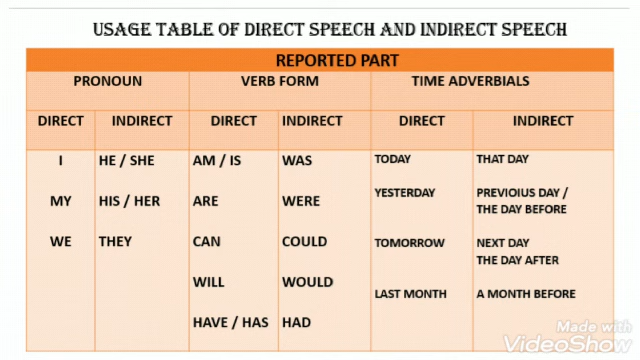 USAGE TABLE OF DIRECT SPEECH AND INDIRECT SPEECH
REPORTED PART
PRONOUN VERB FORM TIME ADVERBIALS
DIRECT INDIRECT DIRECT INDIRECT DIRECT INDIRECT
I HE / SHE AM / IS WAS TODAY THAT DAY
MY HIS / HER ARE WERE YESTERDAY PREVIOIUS DAY /
THE DAY BEFORE
WE THEY CAN COULD TOMORROW NEXT DAY
THE DAY AFTER
WILL WOULD LAST MONTH A MONTH BEFORE
HAVE / HAS HAD
Made with
VideoShow